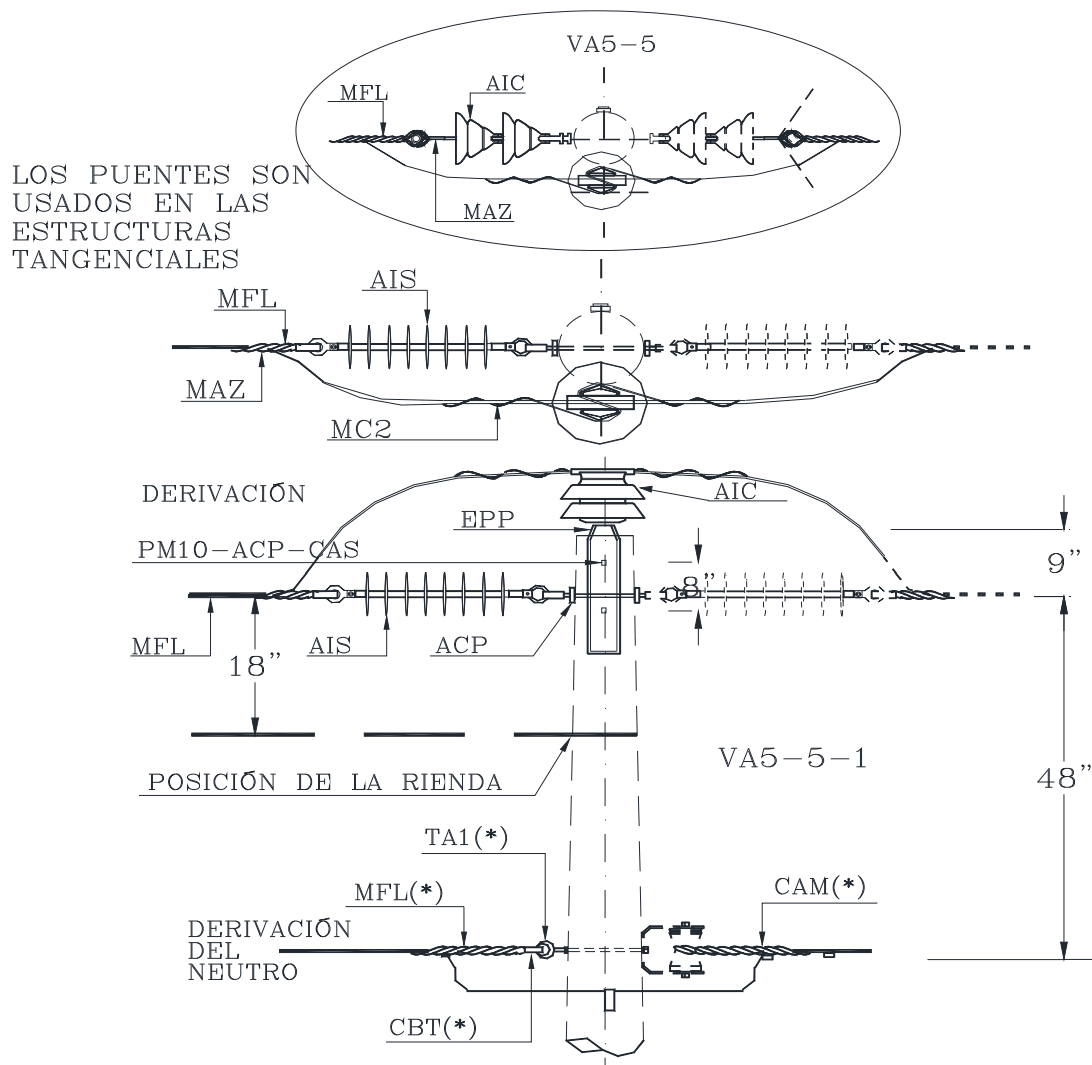 VA5-5
MFL
AIC
MAZ
LOS PUENTES SON
USADOS EN LAS
ESTRUCTURAS
TANGENCIALES
AIS
MFL
MAZ
MC2
DERIVACIÓN
AIC
EPP
PM10-ACP-CAS
9"
8"
MFL
AIS
ACP
18"
VA5-5-1
POSICIÓN DE LA RIENDA
48"
TA1(*)
MFL(*)
CAM(*)
DERIVACIÓN
DEL
NEUTRO
CBT(*)